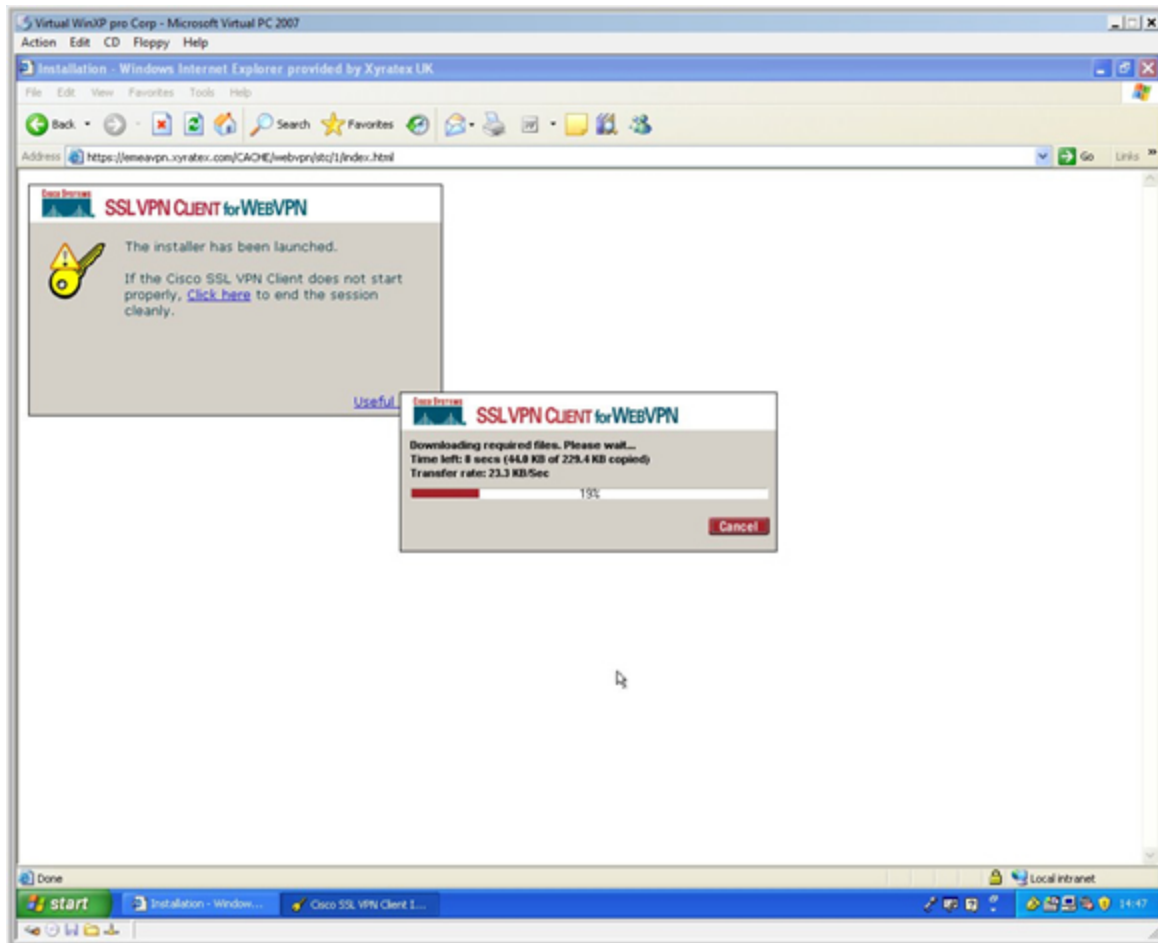 Virtual WinXP pro Corp - Microsoft Virtual PC 2007
Action Edit CD Floppy Help
Installation - Windows Internet Explorer provided by Xyratex UK
File Edit View Favorites Tools Help
Back Search Favorites
Address https://emeavpn.xyratex.com/CACHE/webvpn/stc/1/index.html Go Links
CISCO SYSTEMS
SSL VPN CLIENT for WEBVPN
The installer has been launched.
If the Cisco SSL VPN Client does not start
properly, Click here to end the session
cleanly.
Useful
CISCO SYSTEMS
SSL VPN CLIENT for WEBVPN
Downloading required files. Please wait...
Time left: 8 secs (44.0 KB of 229.4 KB copied)
Transfer rate: 23.3 KB/Sec
19%
Cancel
Done Local intranet
start Installation - Window... Cisco SSL VPN Client I... 14:47